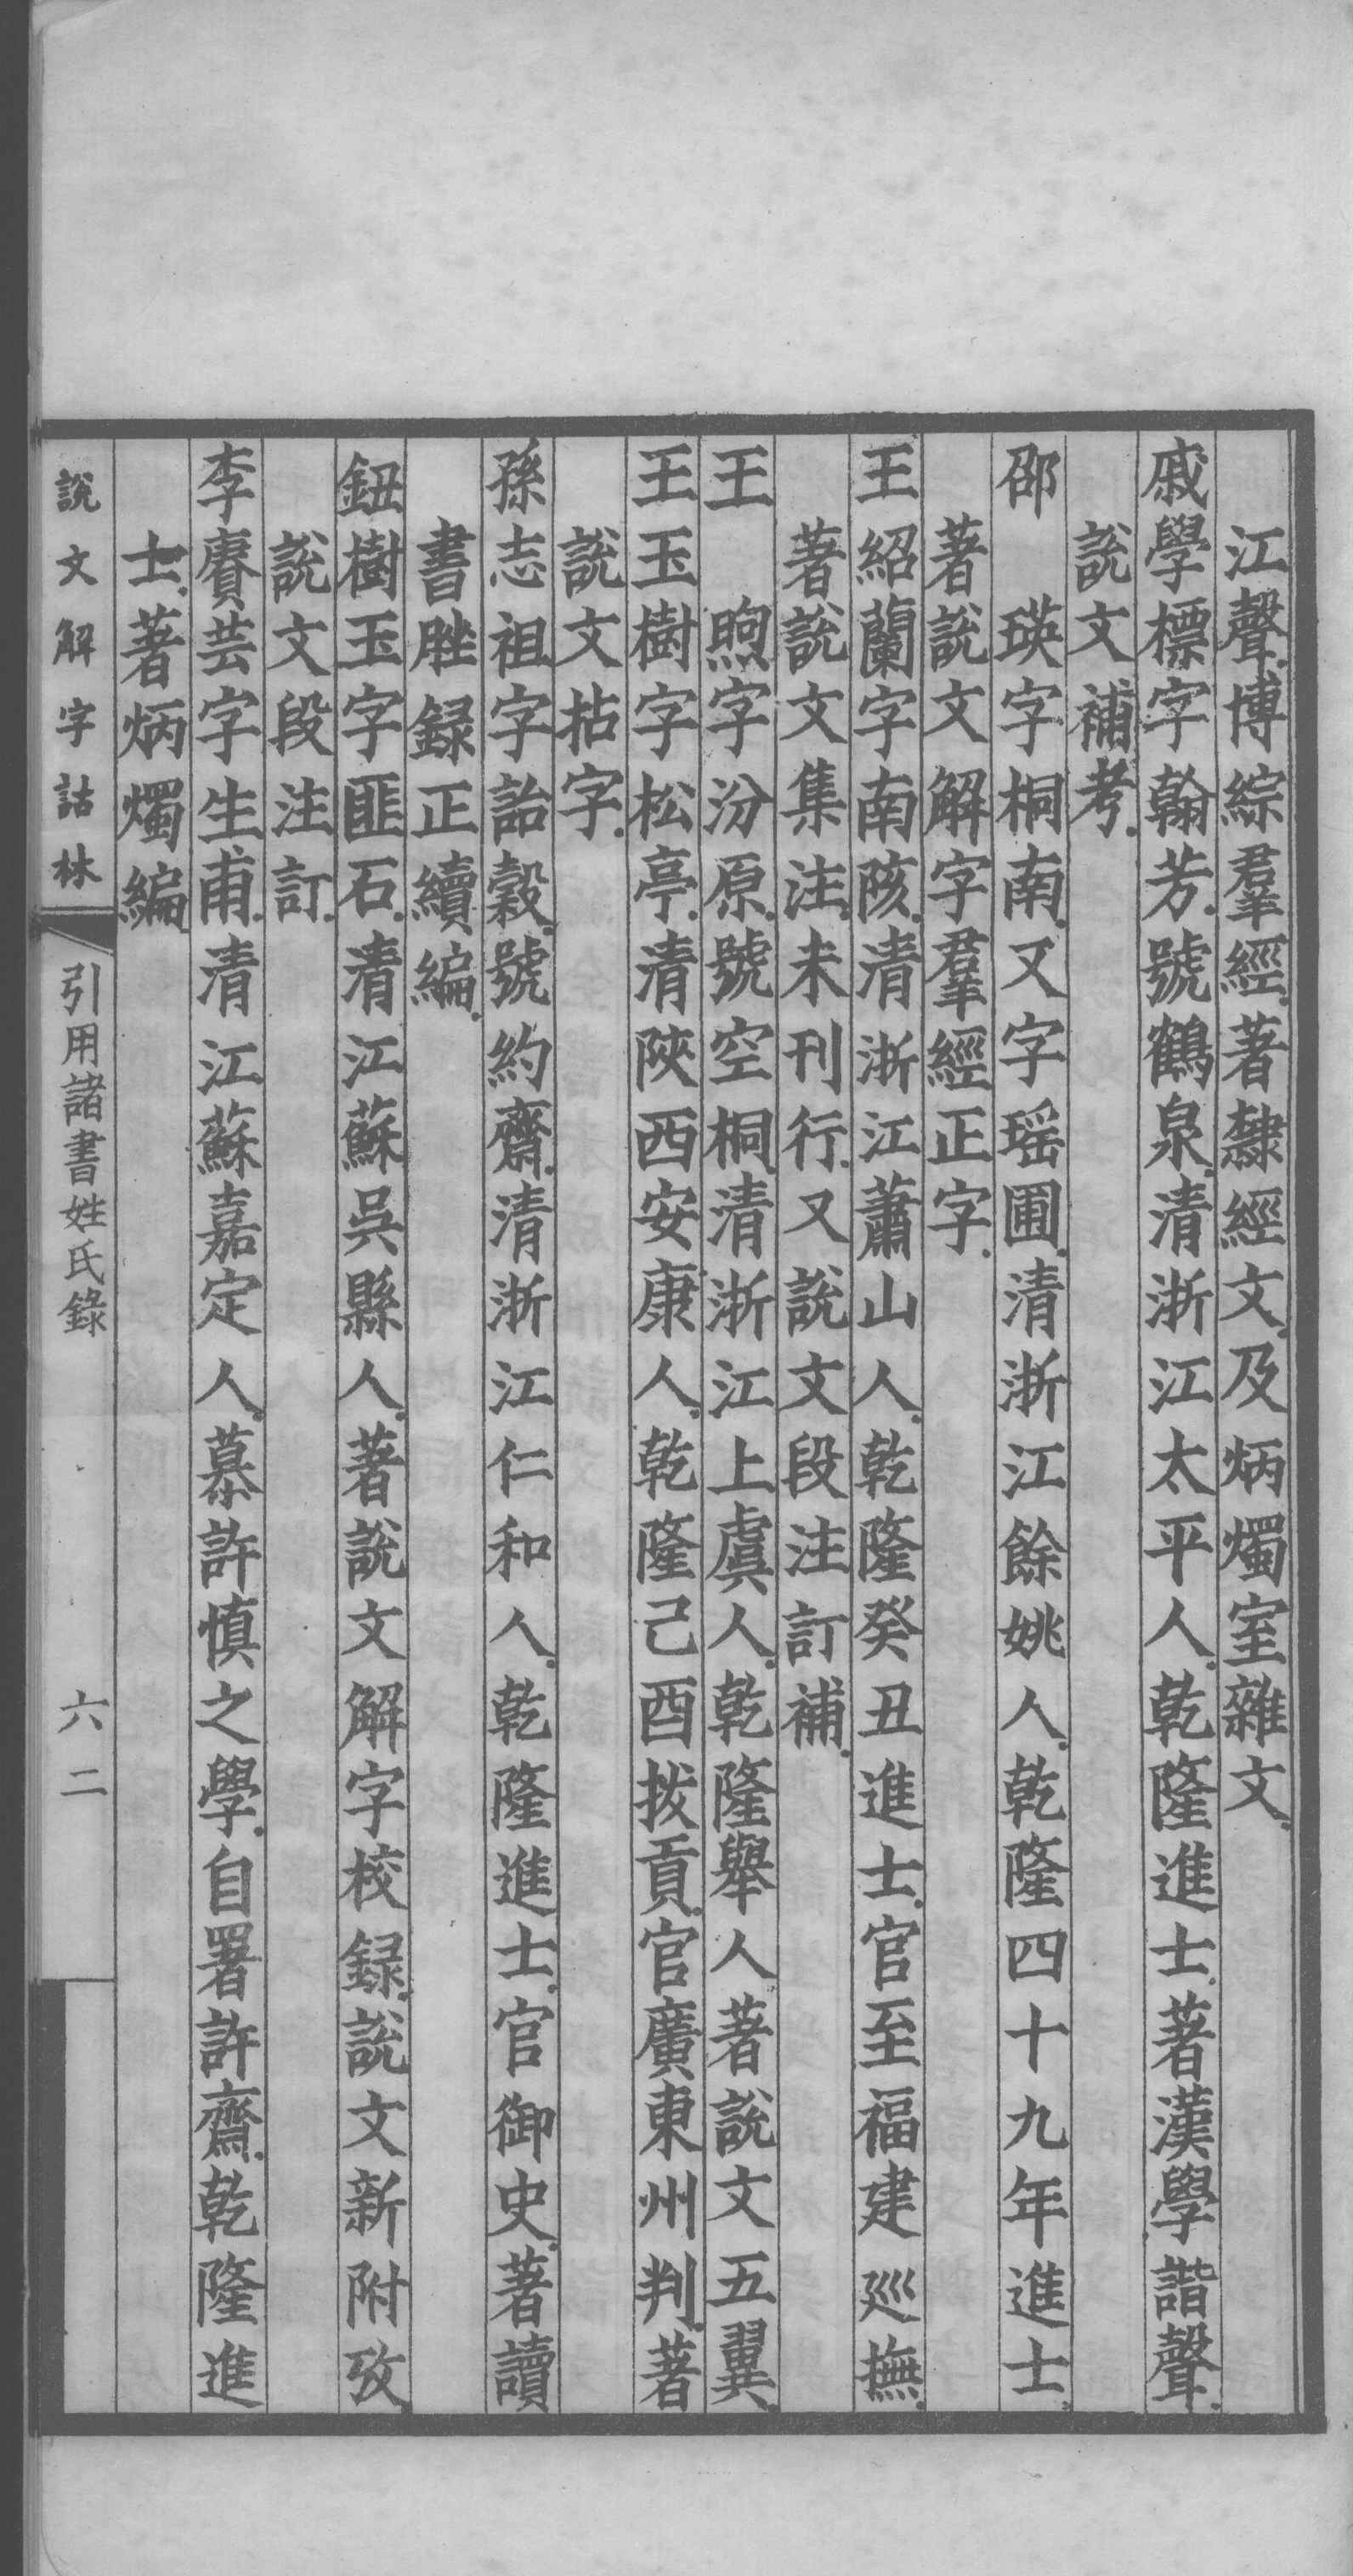 江聲.博綜羣經.著隸經文.及炳燭室雜文.
戚學標字翰芳.號鶴泉.清浙江太平人.乾隆進士.著漢學諧聲.
說文補考.
邵　瑛字桐南.又字瑶圃.清浙江餘姚人.乾隆四十九年進士.
著說文解字羣經正字.
王紹蘭字南陔.清浙江蕭山人.乾隆癸丑進士.官至福建巡撫.
著說文集注.未刊行.又說文段注訂補.
王　煦字汾原.號空桐.清浙江上虞人.乾隆舉人著說文五翼.
王玉樹字松亭.清陝西安康人.乾隆己酉拔貢.官廣東州判.著
說文拈字.
孫志祖字詒穀.號約齋.清浙江仁和人.乾隆進士.官御史.著讀
書脞録正續編.
鈕樹玉字匪石.清江蘇吳縣人.著說文解字校録.說文新附攷.
說文段注訂.
李賡芸字生甫.清江蘇嘉定人.慕許慎之學.自署許齋.乾隆進
士.著炳燭編.
說文解字詁林
引用諸書姓氏錄
六二